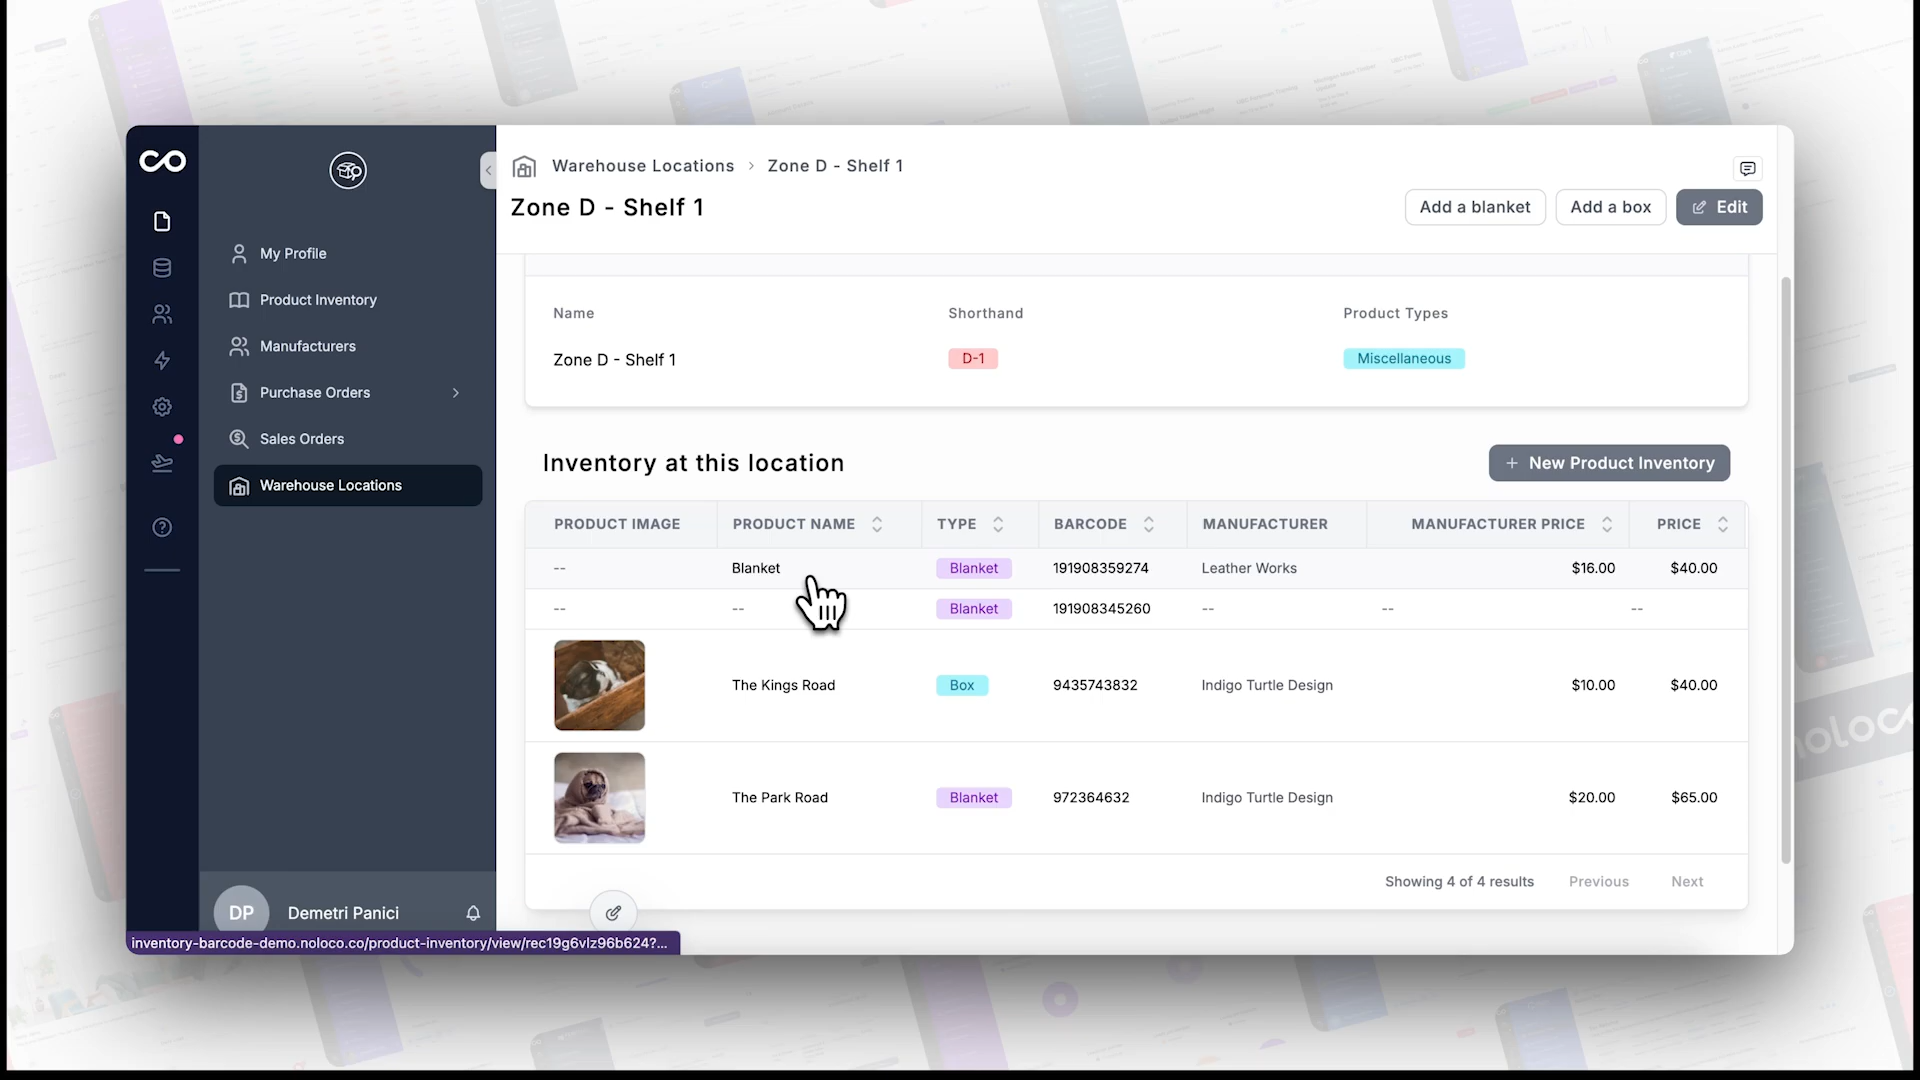 Warehouse Locations > Zone D - Shelf 1
Zone D - Shelf 1
Add a blanket
Add a box
Edit
My Profile
Product Inventory
Manufacturers
Purchase Orders
Sales Orders
Warehouse Locations
DP
Demetri Panici
inventory-barcode-demo.noloco.co/product-inventory/view/rec19g6vlz96b624?...
Name Shorthand Product Types
Zone D - Shelf 1 D-1 Miscellaneous
Inventory at this location
+ New Product Inventory
PRODUCT IMAGE PRODUCT NAME TYPE BARCODE MANUFACTURER MANUFACTURER PRICE PRICE
-- Blanket Blanket 191908359274 Leather Works $16.00 $40.00
-- -- Blanket 191908345260 -- -- --
The Kings Road Box 9435743832 Indigo Turtle Design $10.00 $40.00
The Park Road Blanket 972364632 Indigo Turtle Design $20.00 $65.00
Showing 4 of 4 results Previous Next
noloco